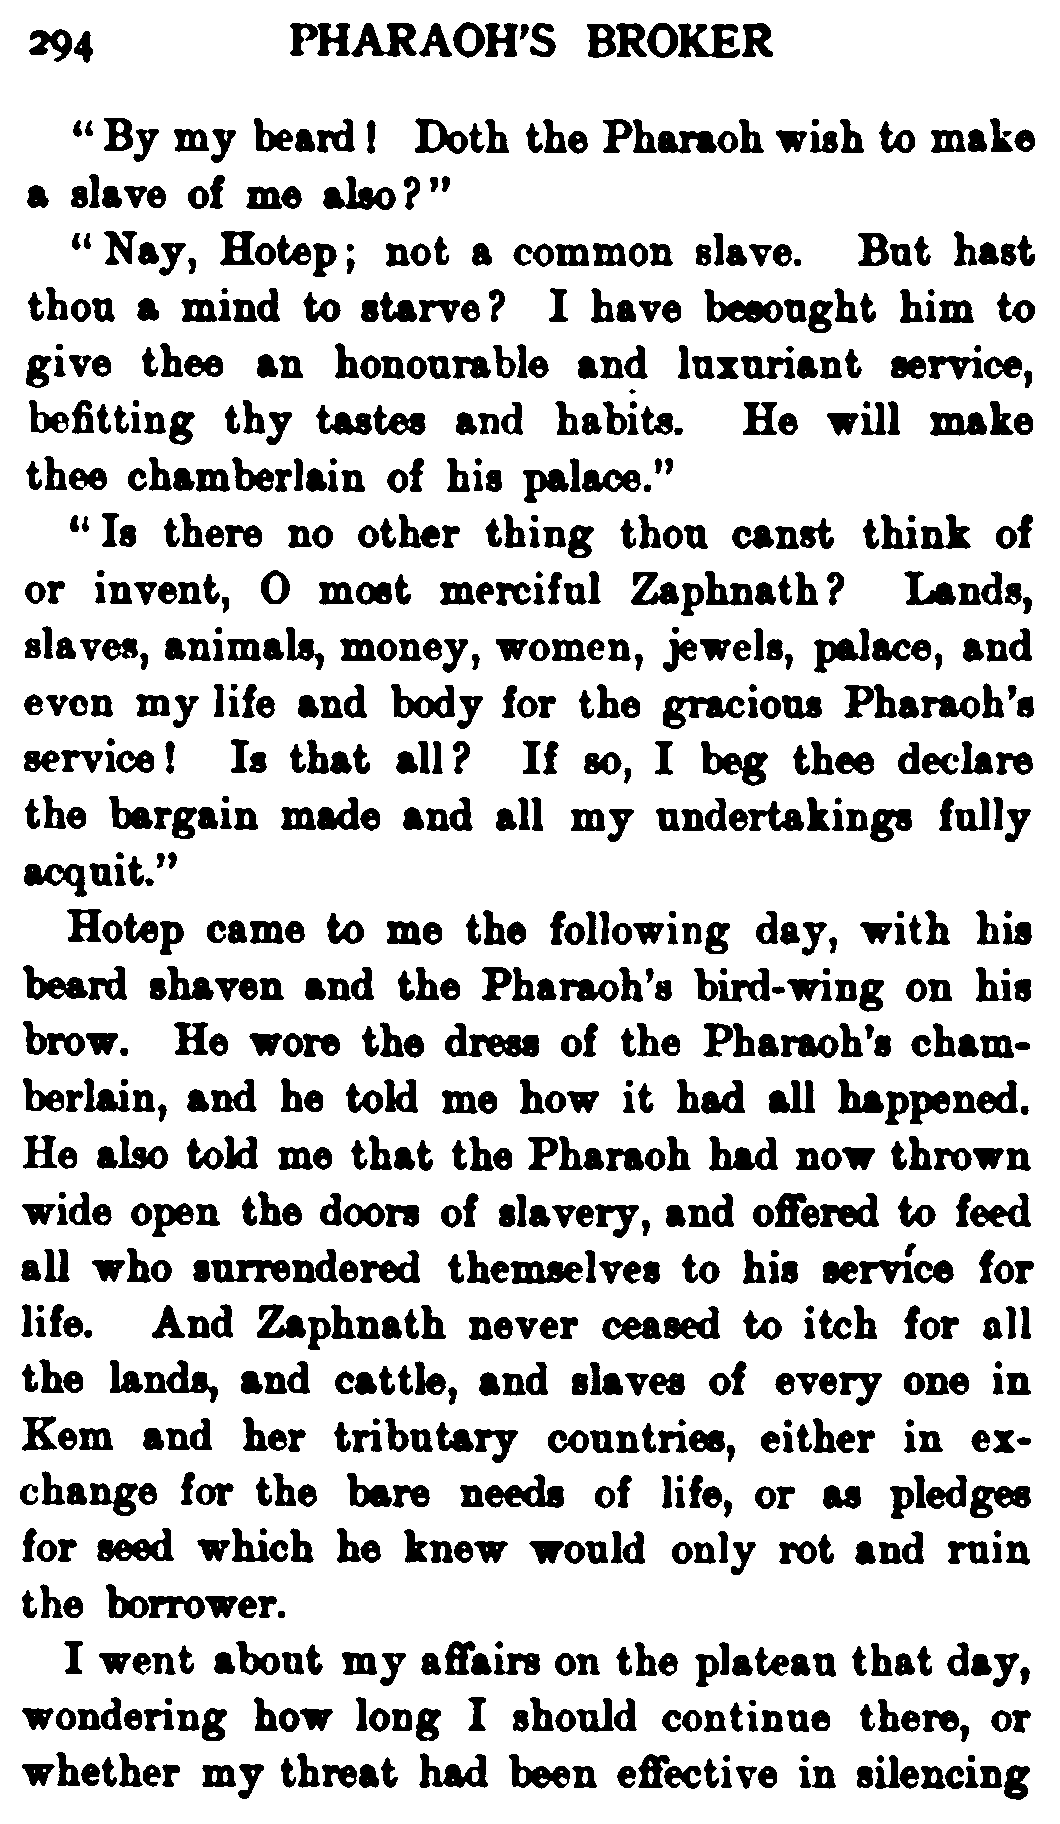 294 PHARAOH'S BROKER
"By my beard! Doth the Pharaoh wish to make
a slave of me also?"
"Nay, Hotep; not a common slave. But hast
thou a mind to starve? I have besought him to
give thee an honourable and luxuriant service,
befitting thy tastes and habits. He will make
thee chamberlain of his palace."
"Is there no other thing thou canst think of
or invent, O most merciful Zaphnath? Lands,
slaves, animals, money, women, jewels, palace, and
even my life and body for the gracious Pharaoh's
service! Is that all? If so, I beg thee declare
the bargain made and all my undertakings fully
acquit."
Hotep came to me the following day, with his
beard shaven and the Pharaoh's bird-wing on his
brow. He wore the dress of the Pharaoh's cham-
berlain, and he told me how it had all happened.
He also told me that the Pharaoh had now thrown
wide open the doors of slavery, and offered to feed
all who surrendered themselves to his service for
life. And Zaphnath never ceased to itch for all
the lands, and cattle, and slaves of every one in
Kem and her tributary countries, either in ex-
change for the bare needs of life, or as pledges
for seed which he knew would only rot and ruin
the borrower.
I went about my affairs on the plateau that day,
wondering how long I should continue there, or
whether my threat had been effective in silencing